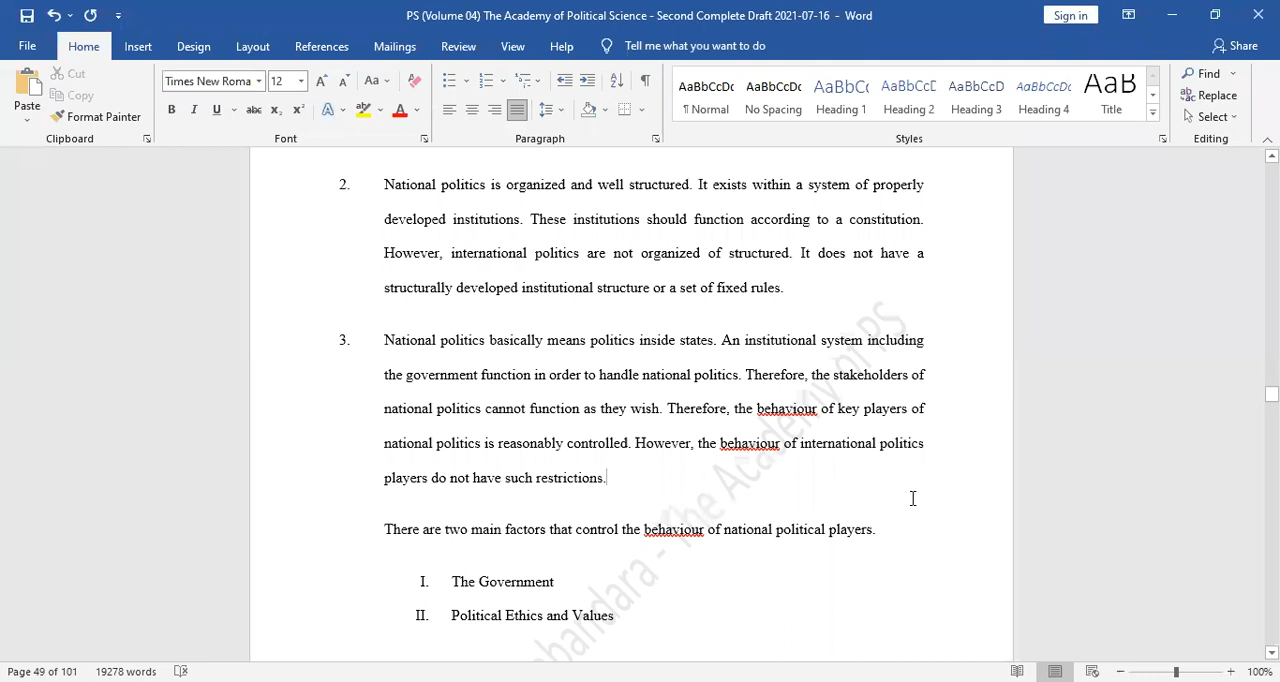 PS (Volume 04) The Academy of Political Science - Second Complete Draft 2021-07-16 - Word
Sign in
File Home Insert Design Layout References Mailings Review View Help Tell me what you want to do Share
Paste
Cut
Copy
Format Painter
Clipboard
Times New Roma 12
Font
Paragraph
AaBbCcDc AaBbCcDc AaBbCc AaBbCcD AaBbCcD AaBbCcDc AaB
¶ Normal No Spacing Heading 1 Heading 2 Heading 3 Heading 4 Title
Styles
Find
Replace
Select
Editing
2. National politics is organized and well structured. It exists within a system of properly
developed institutions. These institutions should function according to a constitution.
However, international politics are not organized of structured. It does not have a
structurally developed institutional structure or a set of fixed rules.
3. National politics basically means politics inside states. An institutional system including
the government function in order to handle national politics. Therefore, the stakeholders of
national politics cannot function as they wish. Therefore, the behaviour of key players of
national politics is reasonably controlled. However, the behaviour of international politics
players do not have such restrictions.
There are two main factors that control the behaviour of national political players.
I. The Government
II. Political Ethics and Values
bandara - The Academy of PS
Page 49 of 101 19278 words
100%